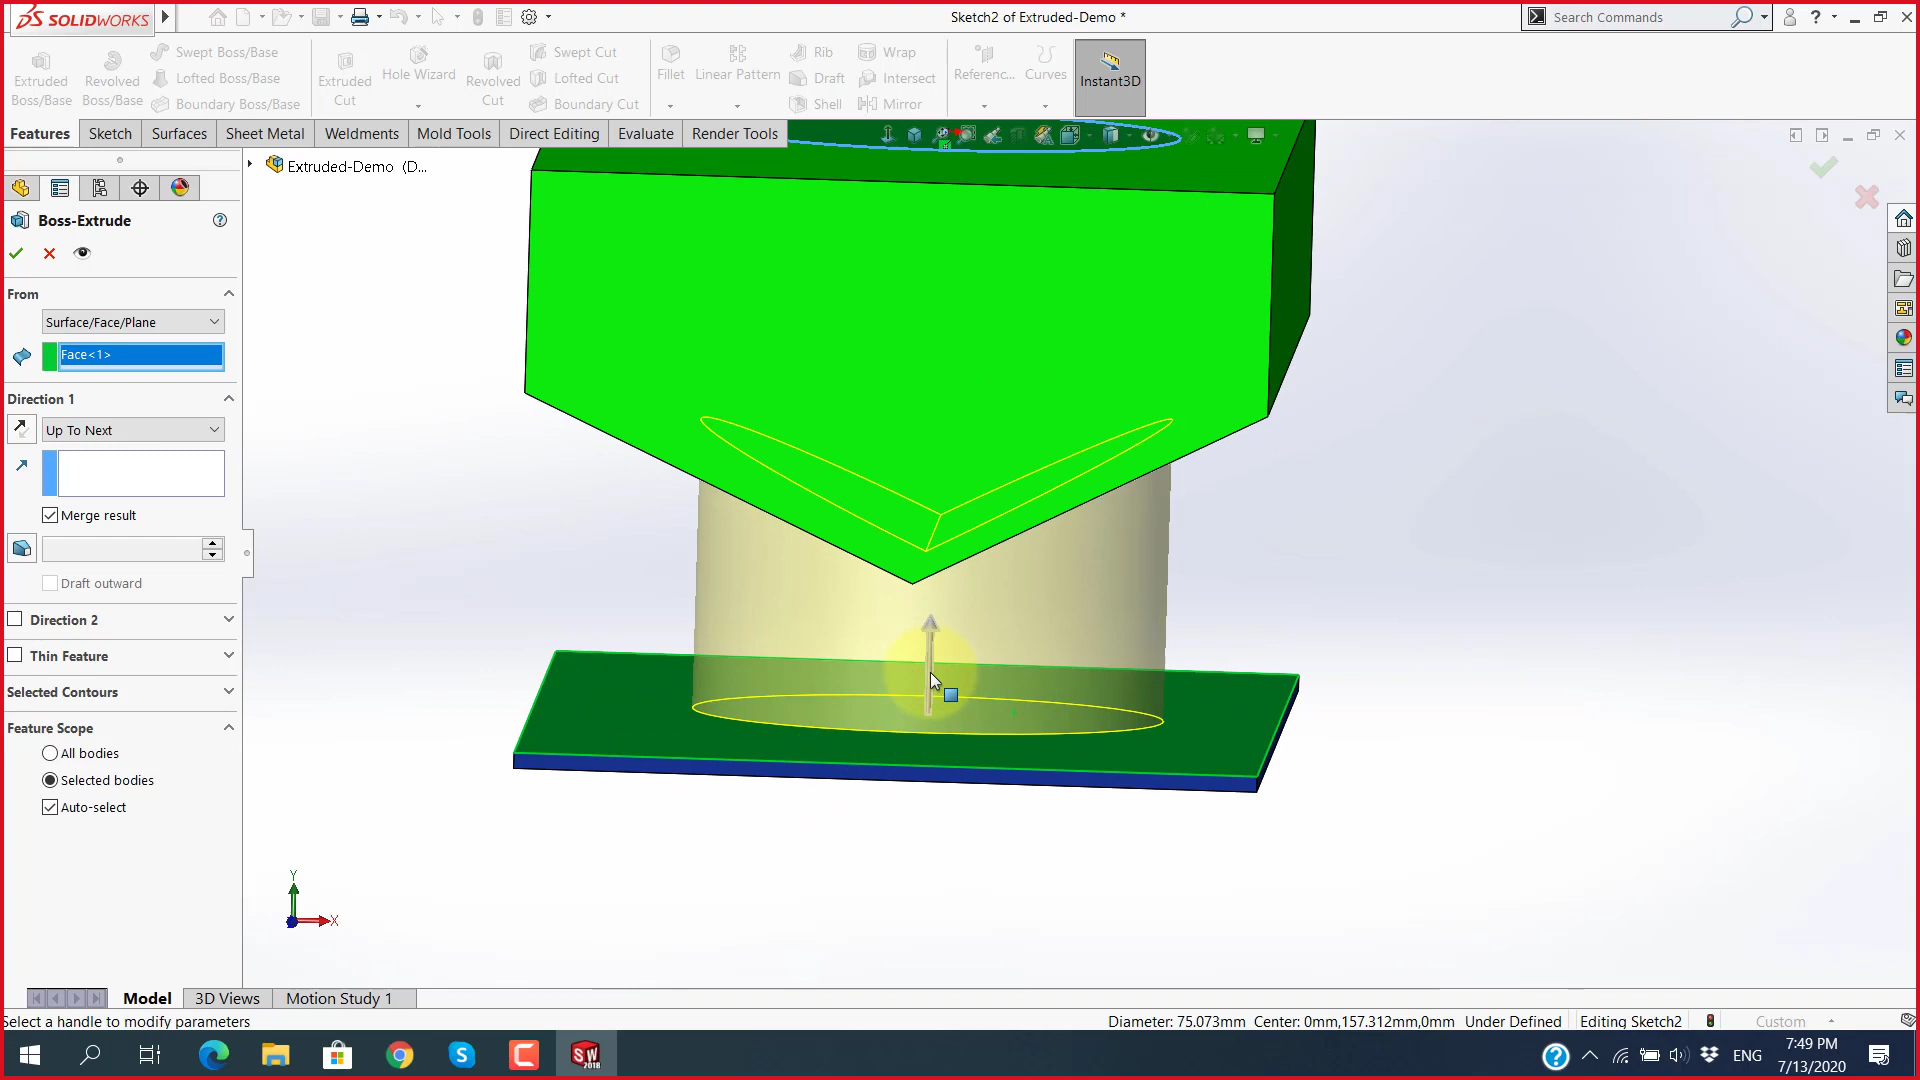 SOLIDWORKS
Sketch2 of Extruded-Demo *
Search Commands
Extruded Boss/Base
Revolved Boss/Base
Swept Boss/Base
Lofted Boss/Base
Boundary Boss/Base
Extruded Cut
Hole Wizard
Revolved Cut
Swept Cut
Lofted Cut
Boundary Cut
Fillet
Linear Pattern
Rib
Draft
Shell
Wrap
Intersect
Mirror
Referenc...
Curves
Instant3D
Features
Sketch
Surfaces
Sheet Metal
Weldments
Mold Tools
Direct Editing
Evaluate
Render Tools
Extruded-Demo (D...
Boss-Extrude
From
Surface/Face/Plane
Face<1>
Direction 1
Up To Next
Merge result
Draft outward
Direction 2
Thin Feature
Selected Contours
Feature Scope
All bodies
Selected bodies
Auto-select
Y
X
Model
3D Views
Motion Study 1
Select a handle to modify parameters
Diameter: 75.073mm Center: 0mm,157.312mm,0mm
Under Defined
Editing Sketch2
Custom
SW
2018
ENG
7:49 PM
7/13/2020